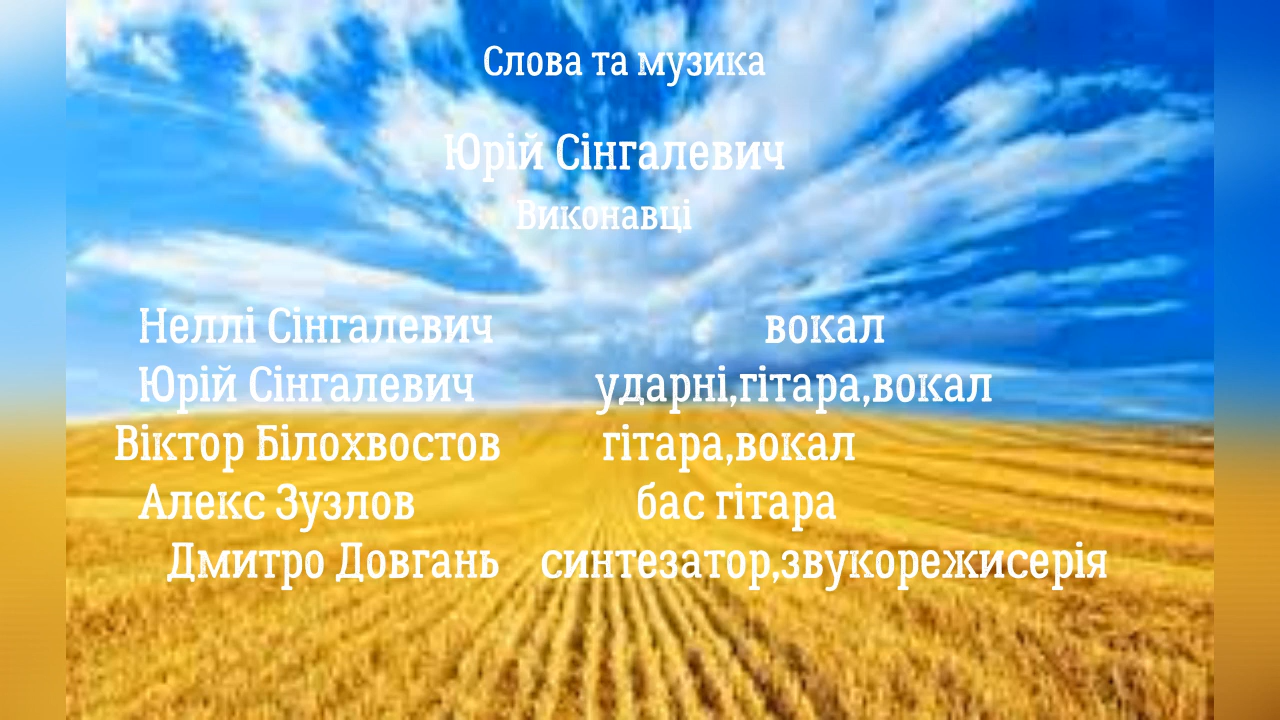 Слова та музика
Юрій Сінгалевич
Виконавці
Неллі Сінгалевич вокал
Юрій Сінгалевич ударні,гітара,вокал
Віктор Білохвостов гітара,вокал
Алекс Зузлов бас гітара
Дмитро Довгань синтезатор,звукорежисерія